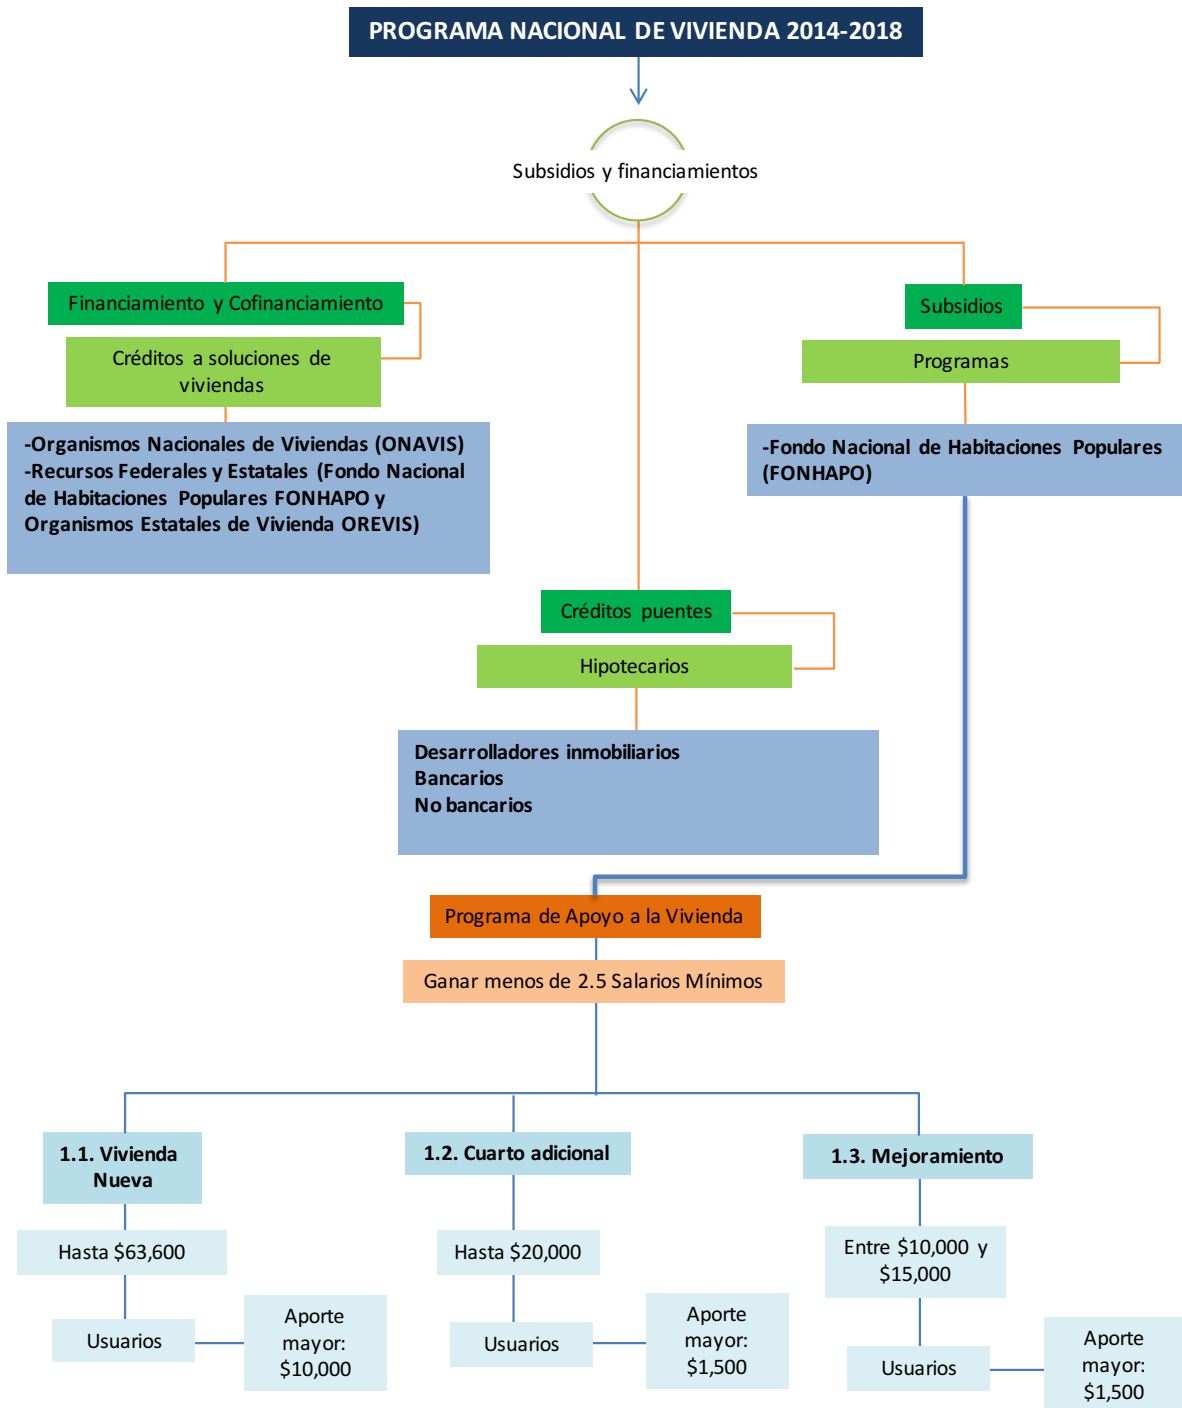 PROGRAMA NACIONAL DE VIVIENDA 2014-2018
Subsidios y financiamientos
Financiamiento y Cofinanciamiento
Créditos a soluciones de
viviendas
-Organismos Nacionales de Viviendas (ONAVIS)
-Recursos Federales y Estatales (Fondo Nacional
de Habitaciones Populares FONHAPO y
Organismos Estatales de Vivienda OREVIS)
Subsidios
Programas
-Fondo Nacional de Habitaciones Populares
(FONHAPO)
Créditos puentes
Hipotecarios
Desarrolladores inmobiliarios
Bancarios
No bancarios
Programa de Apoyo a la Vivienda
Ganar menos de 2.5 Salarios Mínimos
1.1. Vivienda
Nueva
Hasta $63,600
Usuarios
Aporte
mayor:
$10,000
1.2. Cuarto adicional
Hasta $20,000
Usuarios
Aporte
mayor:
$1,500
1.3. Mejoramiento
Entre $10,000 y
$15,000
Usuarios
Aporte
mayor:
$1,500